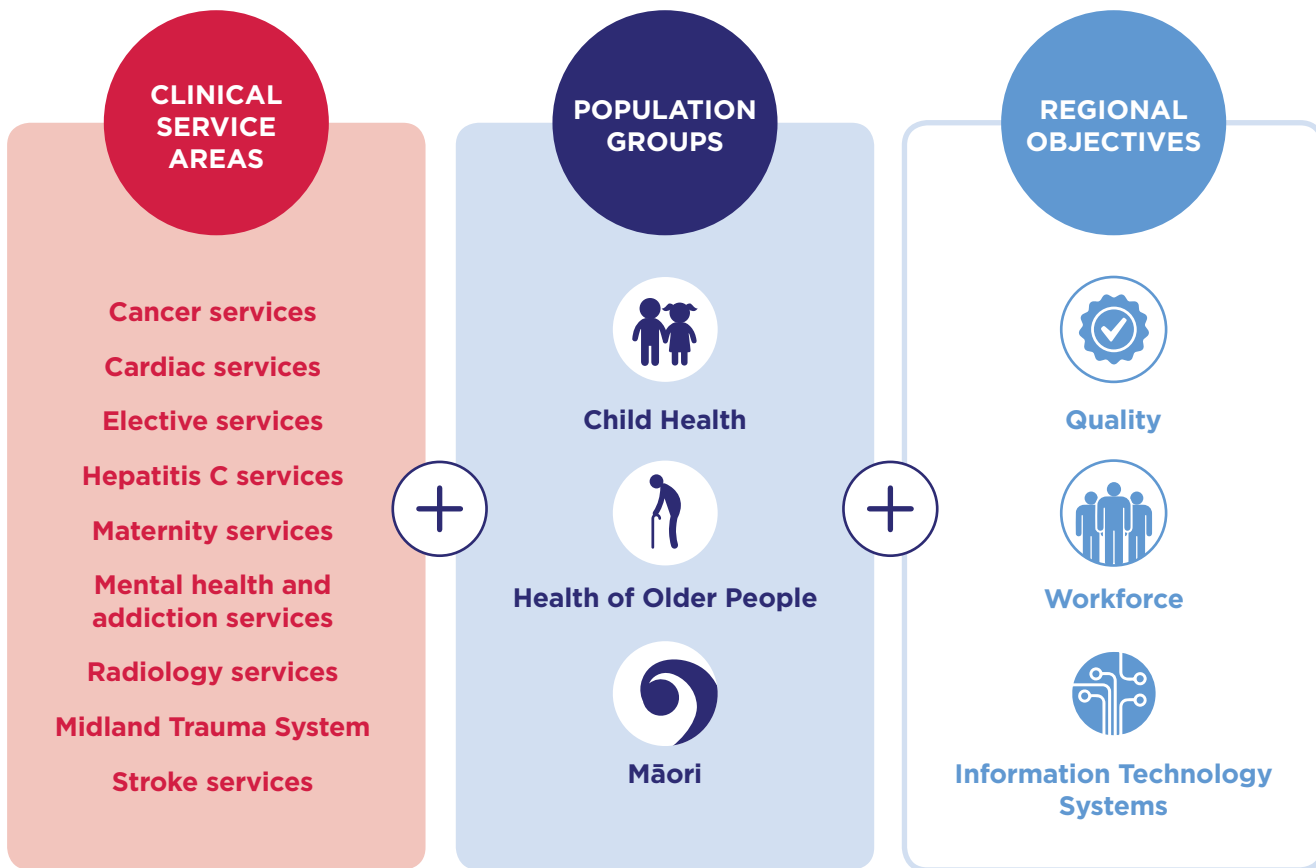 CLINICAL
SERVICE
AREAS
Cancer services
Cardiac services
Elective services
Hepatitis C services
Maternity services
Mental health and
addiction services
Radiology services
Midland Trauma System
Stroke services
POPULATION
GROUPS
Child Health
Health of Older People
Māori
REGIONAL
OBJECTIVES
Quality
Workforce
Information Technology
Systems